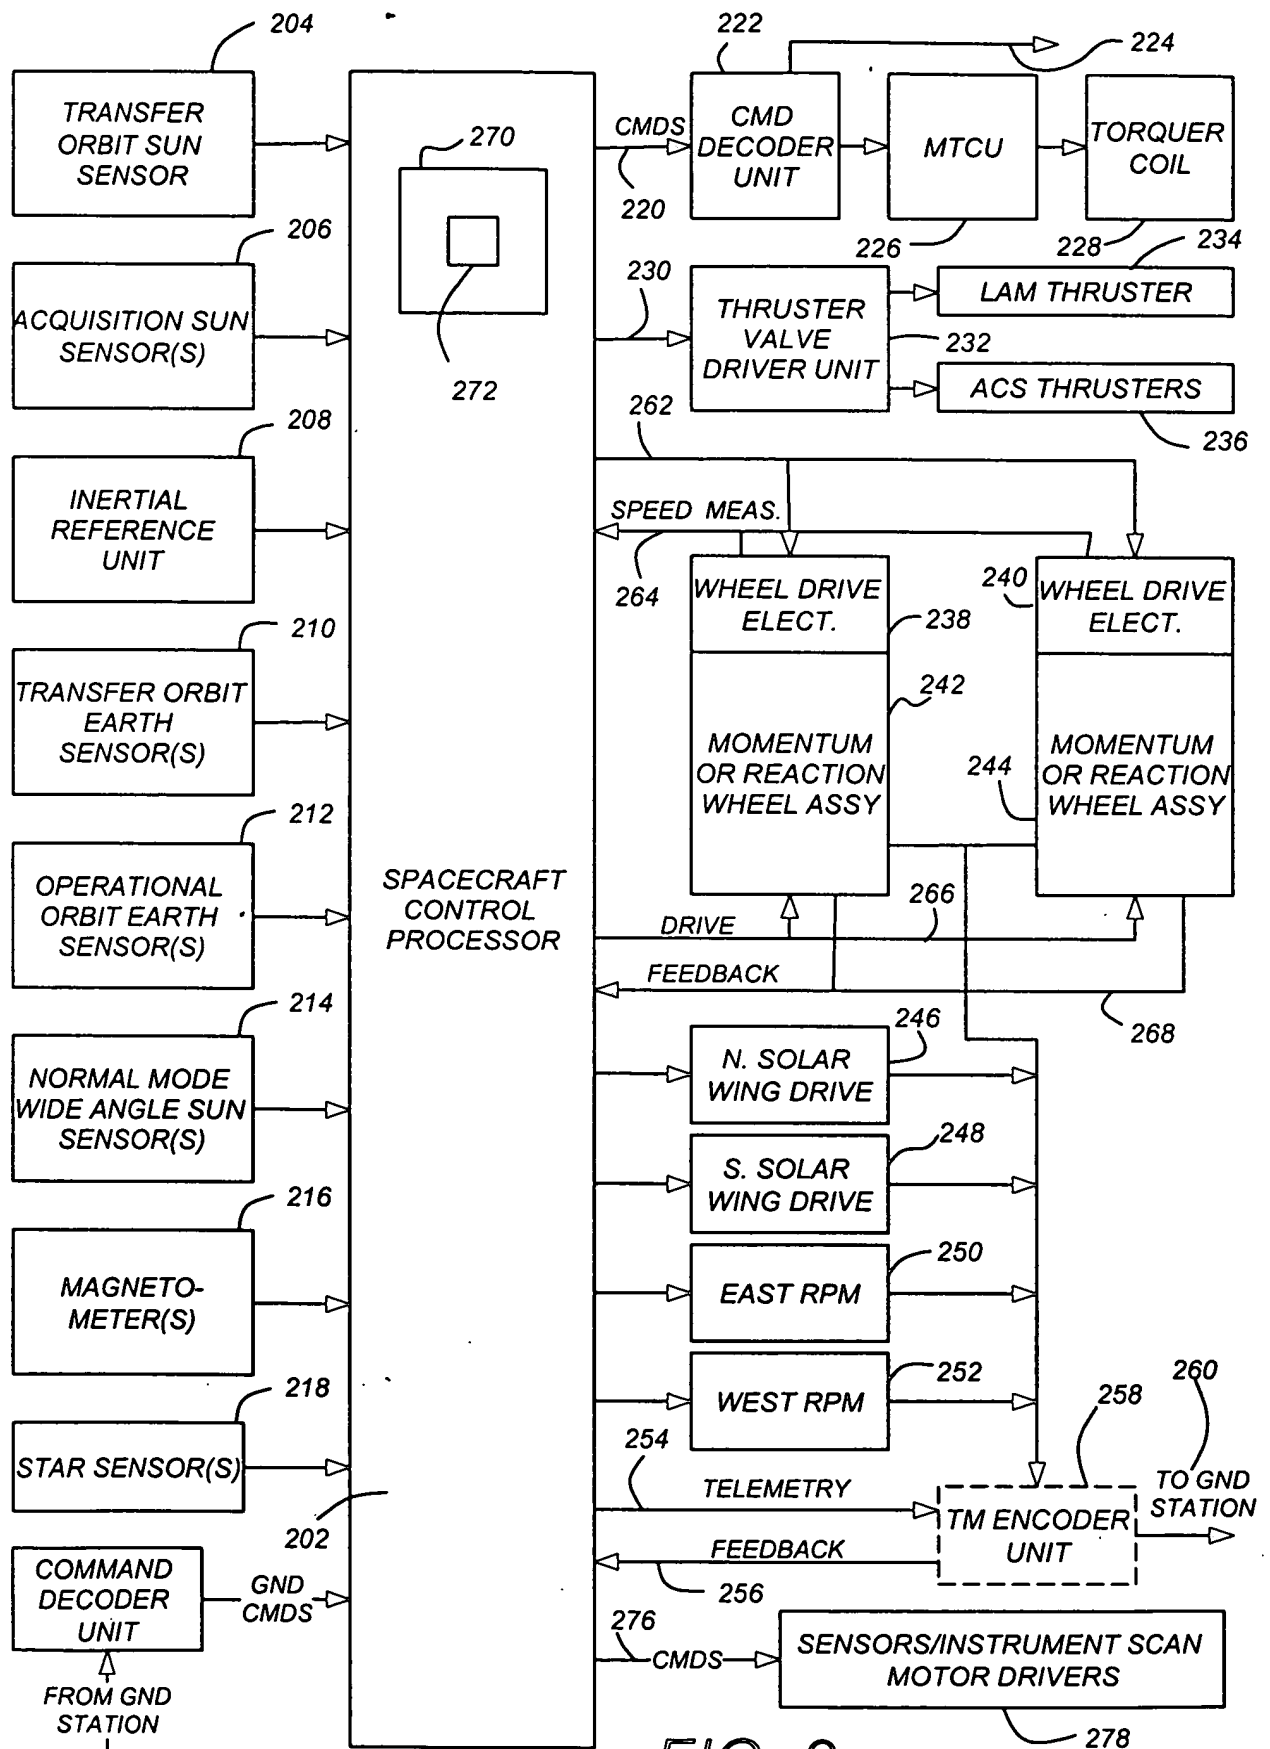 204
TRANSFER
ORBIT SUN
SENSOR
206
ACQUISITION SUN
SENSOR(S)
208
INERTIAL
REFERENCE
UNIT
210
TRANSFER ORBIT
EARTH
SENSOR(S)
212
OPERATIONAL
ORBIT EARTH
SENSOR(S)
214
NORMAL MODE
WIDE ANGLE SUN
SENSOR(S)
216
MAGNETO-
METER(S)
218
STAR SENSOR(S)
202
COMMAND
DECODER
UNIT
GND
CMDS
FROM GND
STATION
270
272
SPACECRAFT
CONTROL
PROCESSOR
222
224
CMDS
220
CMD
DECODER
UNIT
MTCU
226
TORQUER
COIL
228
234
230
THRUSTER
VALVE
DRIVER UNIT
232
LAM THRUSTER
ACS THRUSTERS
236
262
SPEED MEAS.
264
WHEEL DRIVE
ELECT.
238
240
WHEEL DRIVE
ELECT.
242
MOMENTUM
OR REACTION
WHEEL ASSY
244
MOMENTUM
OR REACTION
WHEEL ASSY
266
DRIVE
FEEDBACK
268
246
N. SOLAR
WING DRIVE
248
S. SOLAR
WING DRIVE
250
EAST RPM
252
WEST RPM
254
TELEMETRY
258
260
TO GND
STATION
TM ENCODER
UNIT
FEEDBACK
256
276
CMDS
SENSORS/INSTRUMENT SCAN
MOTOR DRIVERS
278